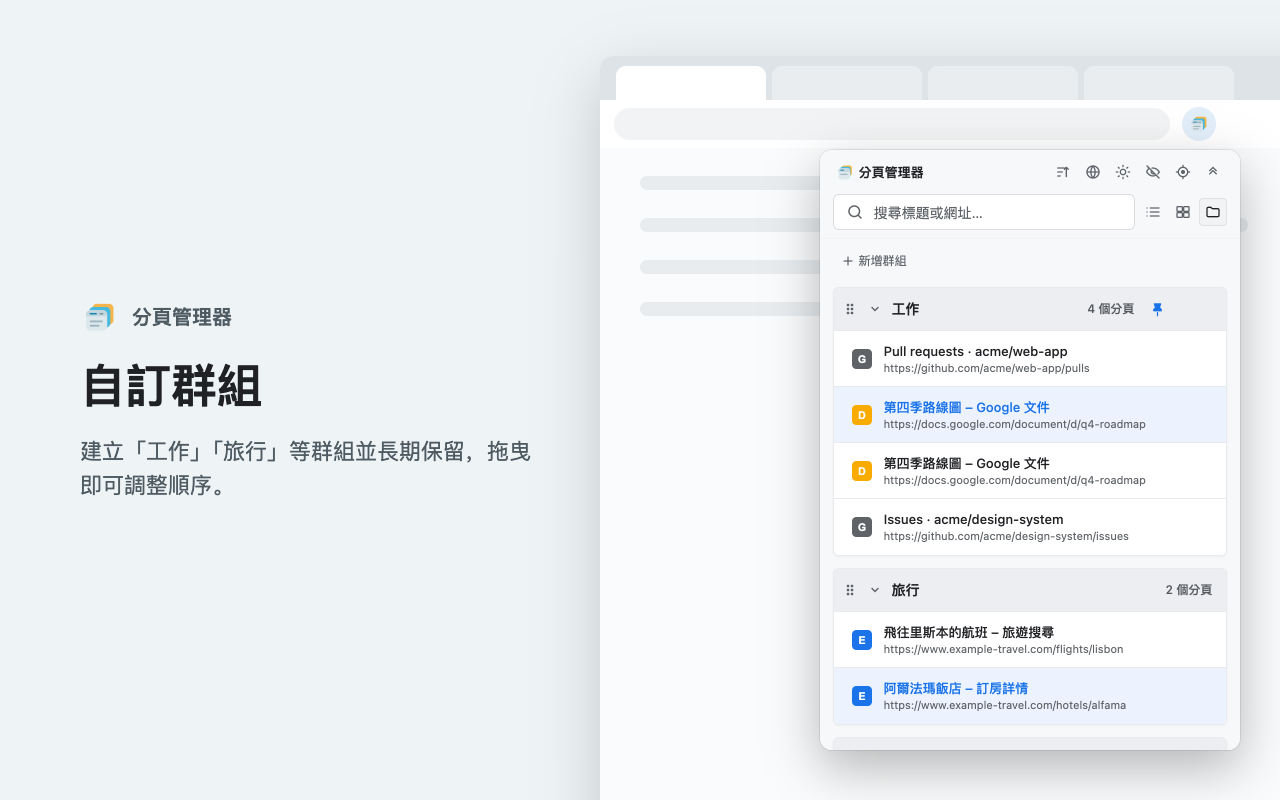 分頁管理器
自訂群組
建立「工作」「旅行」等群組並長期保留，拖曳
即可調整順序。
分頁管理器
搜尋標題或網址...
新增群組
工作
4 個分頁
G
Pull requests · acme/web-app
https://github.com/acme/web-app/pulls
D
第四季路線圖 – Google 文件
https://docs.google.com/document/d/q4-roadmap
D
第四季路線圖 – Google 文件
https://docs.google.com/document/d/q4-roadmap
G
Issues · acme/design-system
https://github.com/acme/design-system/issues
旅行
2 個分頁
E
飛往里斯本的航班 – 旅遊搜尋
https://www.example-travel.com/flights/lisbon
E
阿爾法瑪飯店 – 訂房詳情
https://www.example-travel.com/hotels/alfama